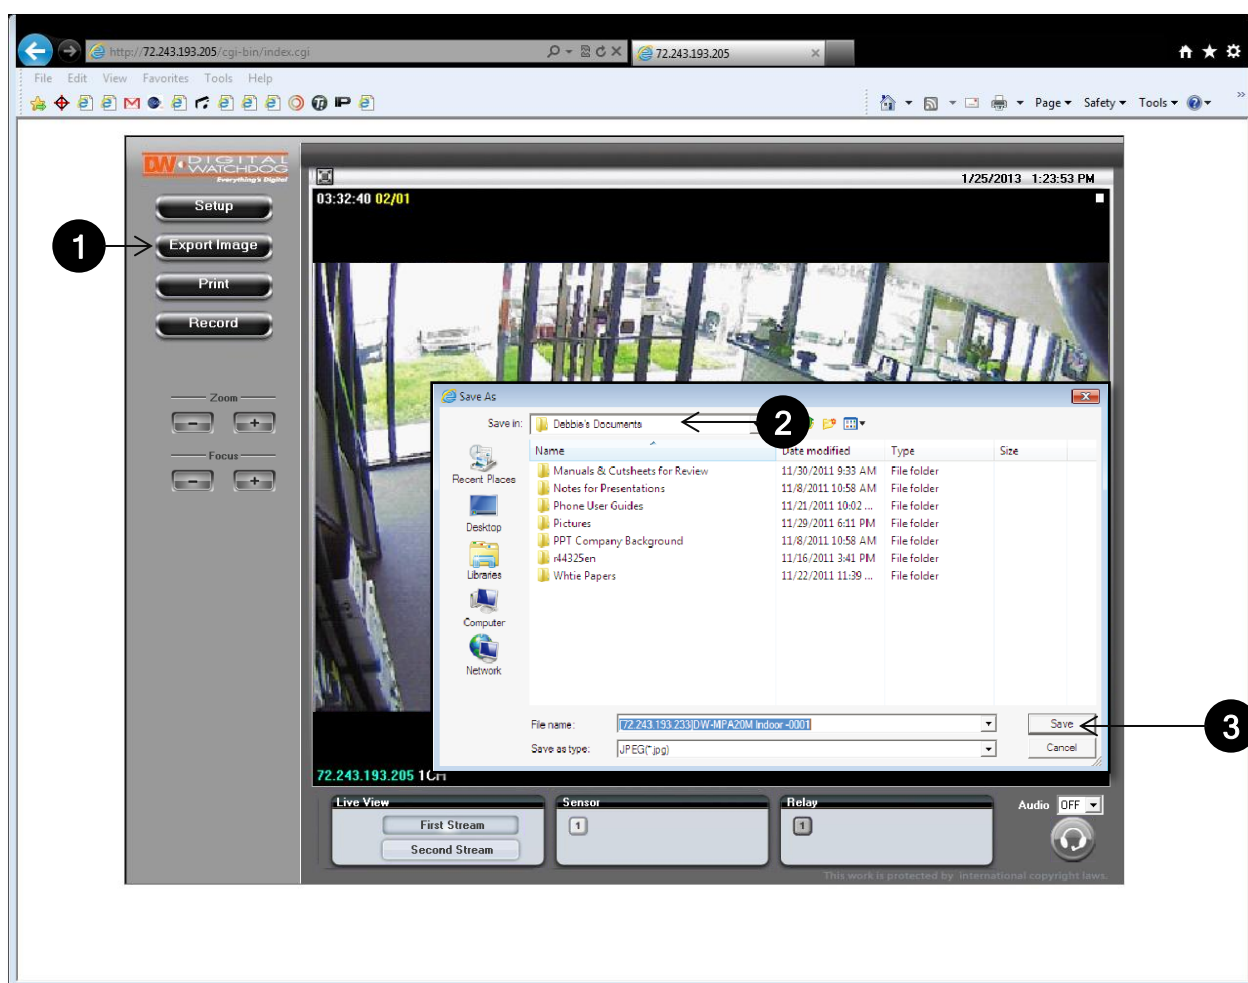 http://72.243.193.205/cgi-bin/index.cgi
72.243.193.205
File Edit View Favorites Tools Help
Page Safety Tools
DW DIGITAL
WATCHDOG
Everything's Digital
1/25/2013 1:23:53 PM
03:32:40 02/01
Setup
1
Export Image
Print
Record
Zoom
- +
Focus
- +
Save As
Save in: Debbie's Documents
2
Name Date modified Type Size
Manuals & Cutsheets for Review 11/30/2011 9:33 AM File folder
Notes for Presentations 11/8/2011 10:58 AM File folder
Phone User Guides 11/21/2011 10:02 ... File folder
Pictures 11/29/2011 6:11 PM File folder
PPT Company Background 11/8/2011 10:58 AM File folder
r44325en 11/16/2011 3:41 PM File folder
Whtie Papers 11/22/2011 11:39 ... File folder
Recent Places
Desktop
Libraries
Computer
Network
File name: [72.243.193.233]DW-MPA20M Indoor -0001
Save
3
Save as type: JPEG(*.jpg)
Cancel
72.243.193.205 1CH
Live View
First Stream
Second Stream
Sensor
1
Relay
1
Audio OFF
This work is protected by international copyright laws.